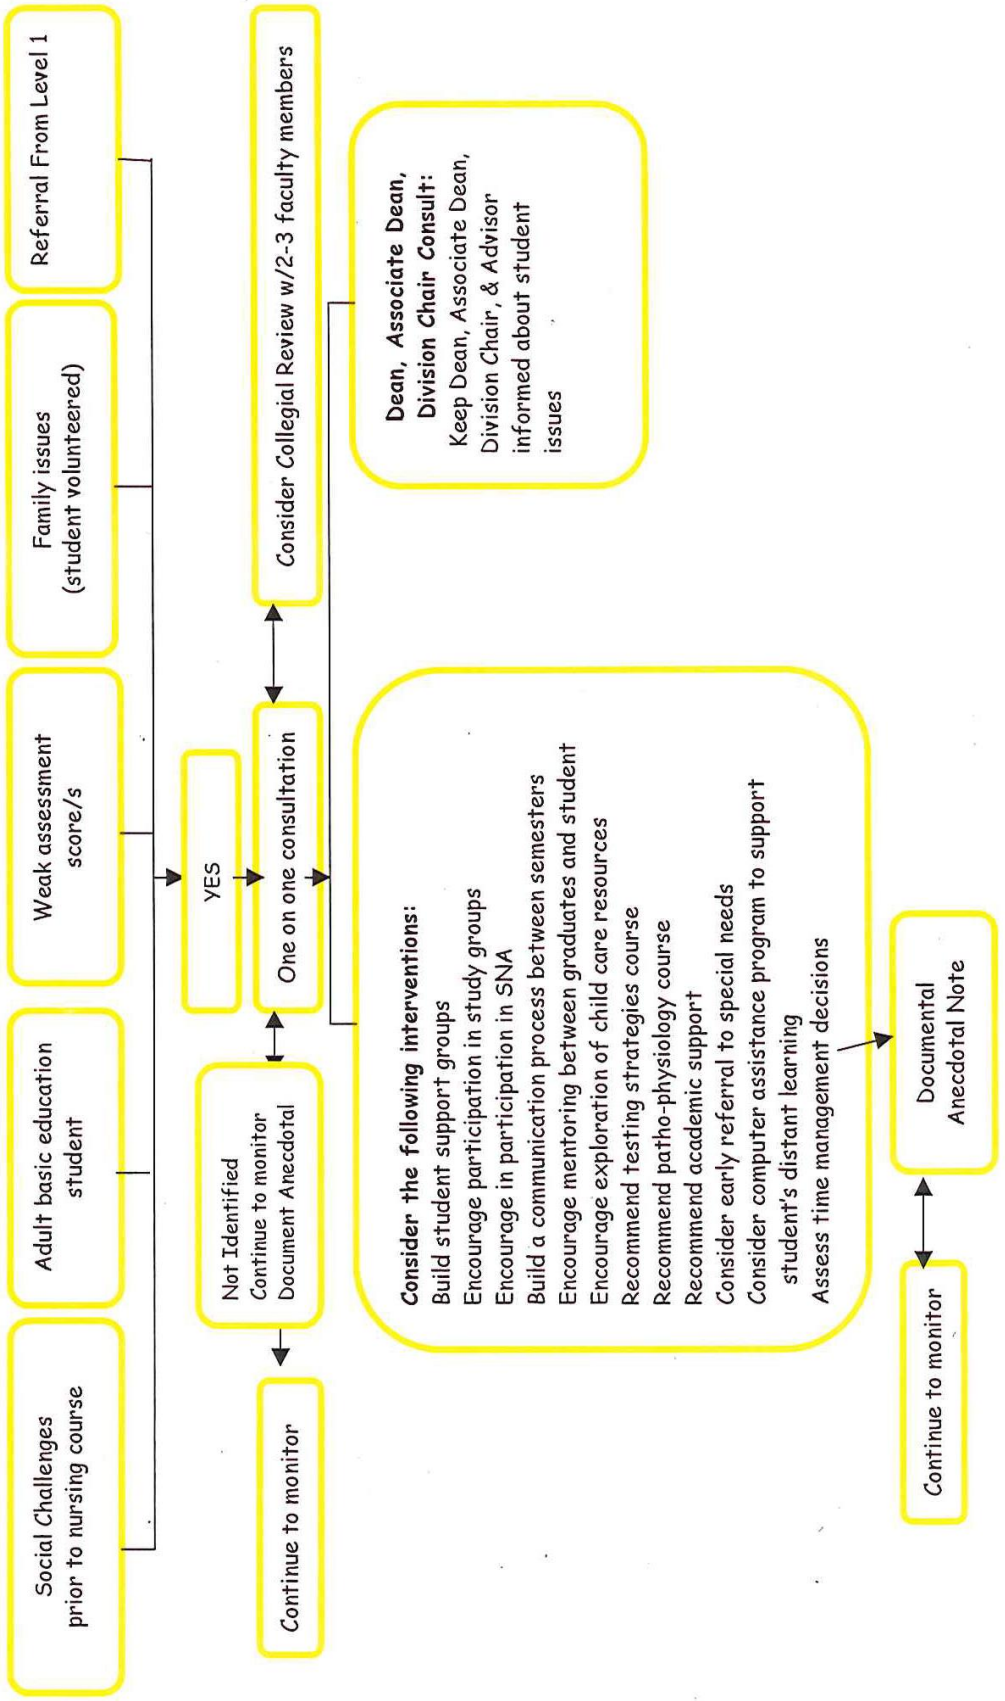 Social Challenges
prior to nursing course
Adult basic education
student
Weak assessment
score/s
Family issues
(student volunteered)
Referral From Level 1
YES
Not Identified
Continue to monitor
Document Anecdotal
Continue to monitor
One on one consultation
Consider Collegial Review w/2-3 faculty members
Consider the following interventions:
Build student support groups
Encourage participation in study groups
Encourage in participation in SNA
Build a communication process between semesters
Encourage mentoring between graduates and student
Encourage exploration of child care resources
Recommend testing strategies course
Recommend patho-physiology course
Recommend academic support
Consider early referral to special needs
Consider computer assistance program to support
student's distant learning
Assess time management decisions
Dean, Associate Dean,
Division Chair Consult:
Keep Dean, Associate Dean,
Division Chair, & Advisor
informed about student
issues
Continue to monitor
Documental
Anecdotal Note